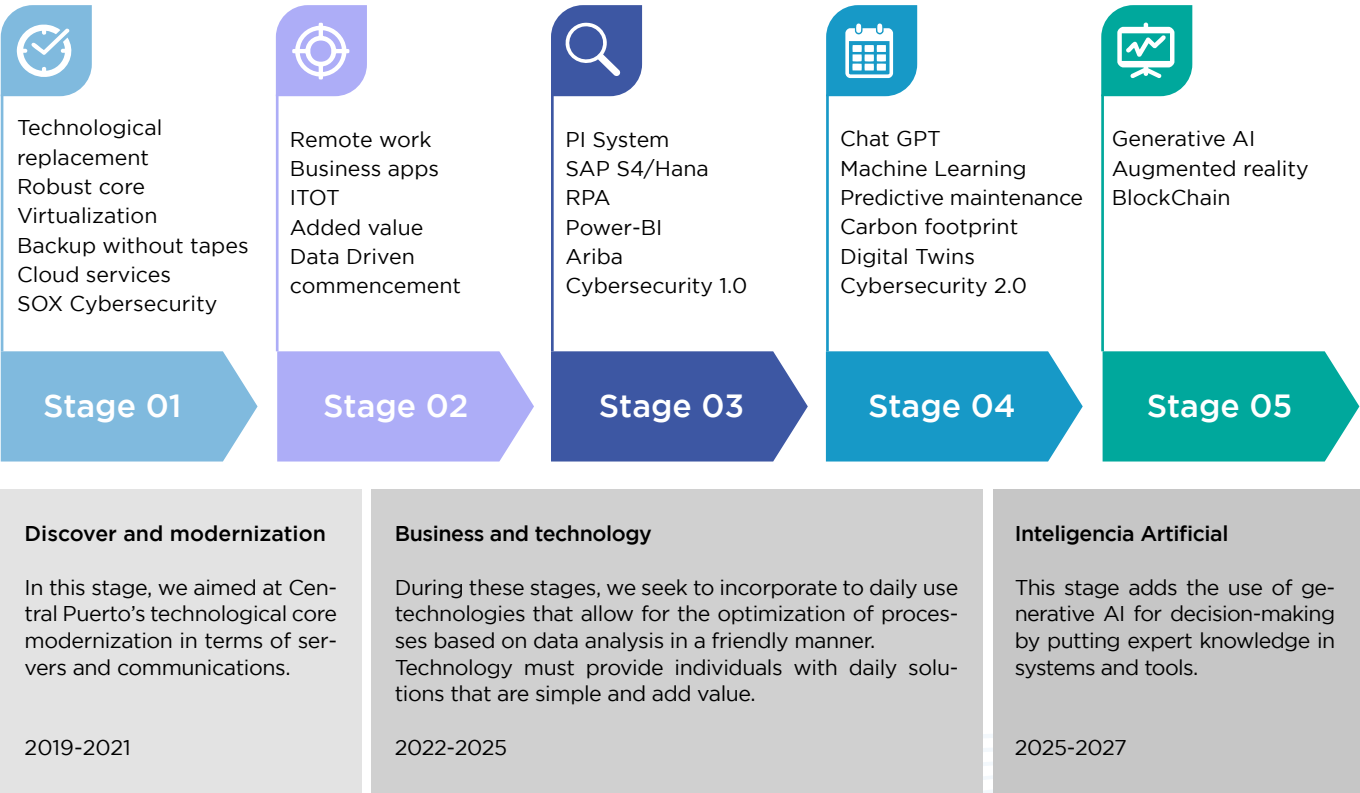 Technological
replacement
Robust core
Virtualization
Backup without tapes
Cloud services
SOX Cybersecurity
Stage 01
Remote work
Business apps
ITOT
Added value
Data Driven
commencement
Stage 02
PI System
SAP S4/Hana
RPA
Power-BI
Ariba
Cybersecurity 1.0
Stage 03
Chat GPT
Machine Learning
Predictive maintenance
Carbon footprint
Digital Twins
Cybersecurity 2.0
Stage 04
Generative AI
Augmented reality
BlockChain
Stage 05
Discover and modernization
In this stage, we aimed at Cen-
tral Puerto's technological core
modernization in terms of ser-
vers and communications.
2019-2021
Business and technology
During these stages, we seek to incorporate to daily use
technologies that allow for the optimization of proces-
ses based on data analysis in a friendly manner.
Technology must provide individuals with daily solu-
tions that are simple and add value.
2022-2025
Inteligencia Artificial
This stage adds the use of ge-
nerative AI for decision-making
by putting expert knowledge in
systems and tools.
2025-2027